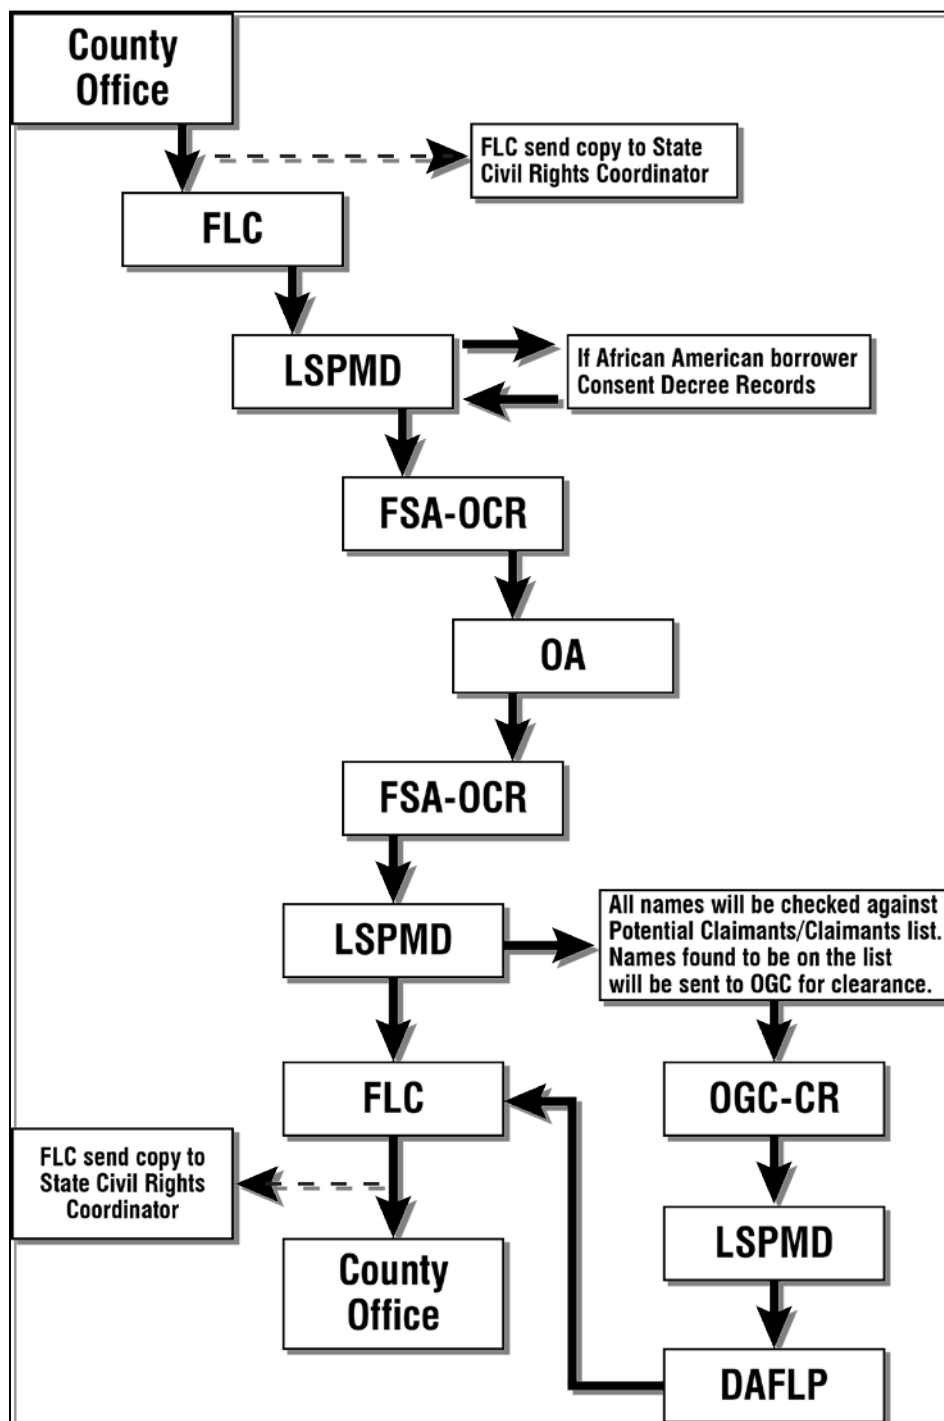 County
Office
FLC send copy to State
Civil Rights Coordinator
FLC
LSPMD
If African American borrower
Consent Decree Records
FSA-OCR
OA
FSA-OCR
LSPMD
All names will be checked against
Potential Claimants/Claimants list.
Names found to be on the list
will be sent to OGC for clearance.
FLC
OGC-CR
FLC send copy to
State Civil Rights
Coordinator
LSPMD
County
Office
DAFLP